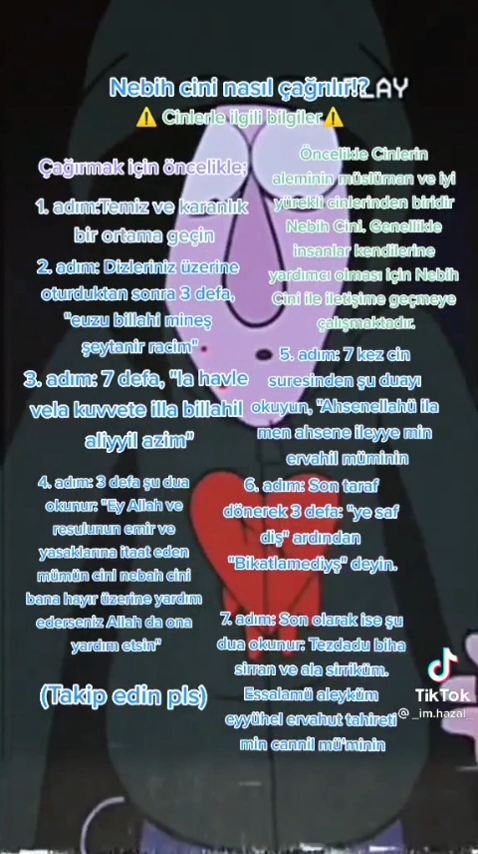 Nebih cini nasıl çağrılır!?
PLAY
⚠️ Cinlerle ilgili bilgiler⚠️
Çağırmak için öncelikle;
1. adım:Temiz ve karanlık
bir ortama geçin
2. adım: Dizleriniz üzerine
oturduktan sonra 3 defa,
"euzu billahi mineş
şeytanir racim"
3. adım: 7 defa, "la havle
vela kuvvete illa billahil
aliyyil azim"
4. adım: 3 defa şu dua
okunur: "Ey Allah ve
resulunun emir ve
yasaklarına itaat eden
mümün cini nebah cini
bana hayır üzerine yardım
ederseniz Allah da ona
yardım etsin"
(Takip edin pls)
Öncelikle Cinlerin
aleminin müslüman ve iyi
yürekli cinlerinden biridir
Nebih Cini. Genellikle
insanlar kendilerine
yardımcı olması için Nebih
Cini ile iletişime geçmeye
çalışmaktadır.
5. adım: 7 kez cin
suresinden şu duayı
okuyun, "Ahsenellahü ila
men ahsene ileyye min
ervahil müminin
6. adım: Son taraf
dönerek 3 defa: "ye saf
diş" ardından
"Bikatlamediyş" deyin.
7. adım: Son olarak ise şu
dua okunur: Tezdadu biha
sirran ve ala sirriküm.
Essalamü aleyküm
eyyühel ervahut tahireti
min cannil mü'minin
TikTok
@_im.hazal_